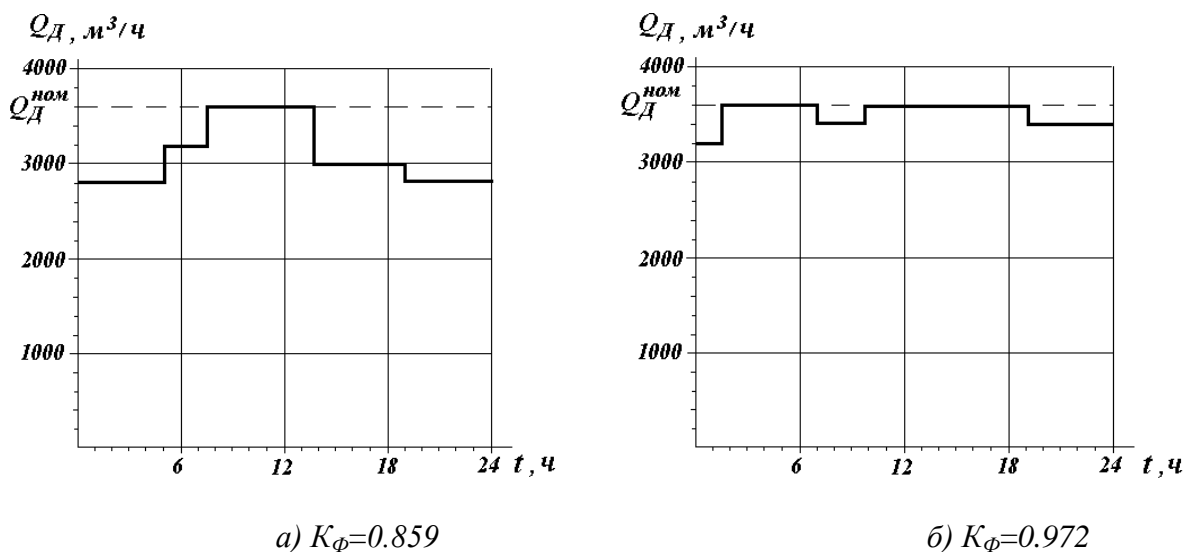 Q_Д , м³/ч
4000
Q_Д^ном
3000
2000
1000
6 12 18 24 t , ч
а) K_Ф=0.859
Q_Д , м³/ч
4000
Q_Д^ном
3000
2000
1000
6 12 18 24 t , ч
б) K_Ф=0.972